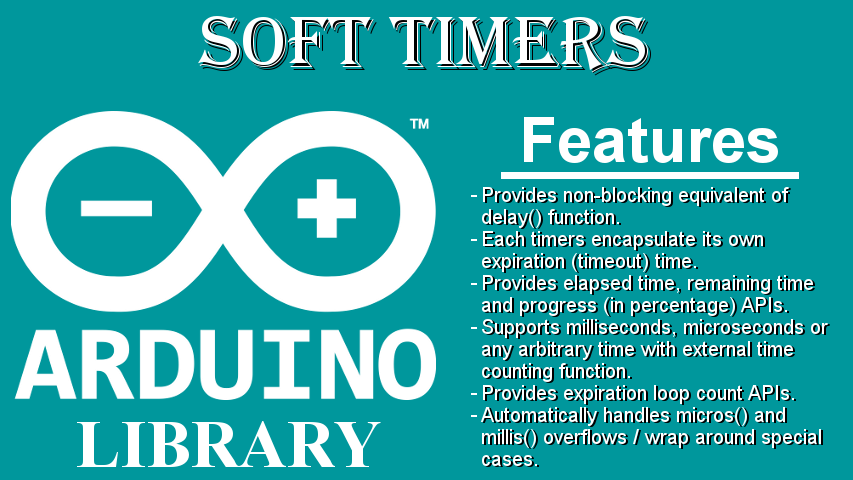 SOFT TIMERS
TM
ARDUINO
LIBRARY
Features
- Provides non-blocking equivalent of
delay() function.
- Each timers encapsulate its own
expiration (timeout) time.
- Provides elapsed time, remaining time
and progress (in percentage) APIs.
- Supports milliseconds, microseconds or
any arbitrary time with external time
counting function.
- Provides expiration loop count APIs.
- Automatically handles micros() and
millis() overflows / wrap around special
cases.